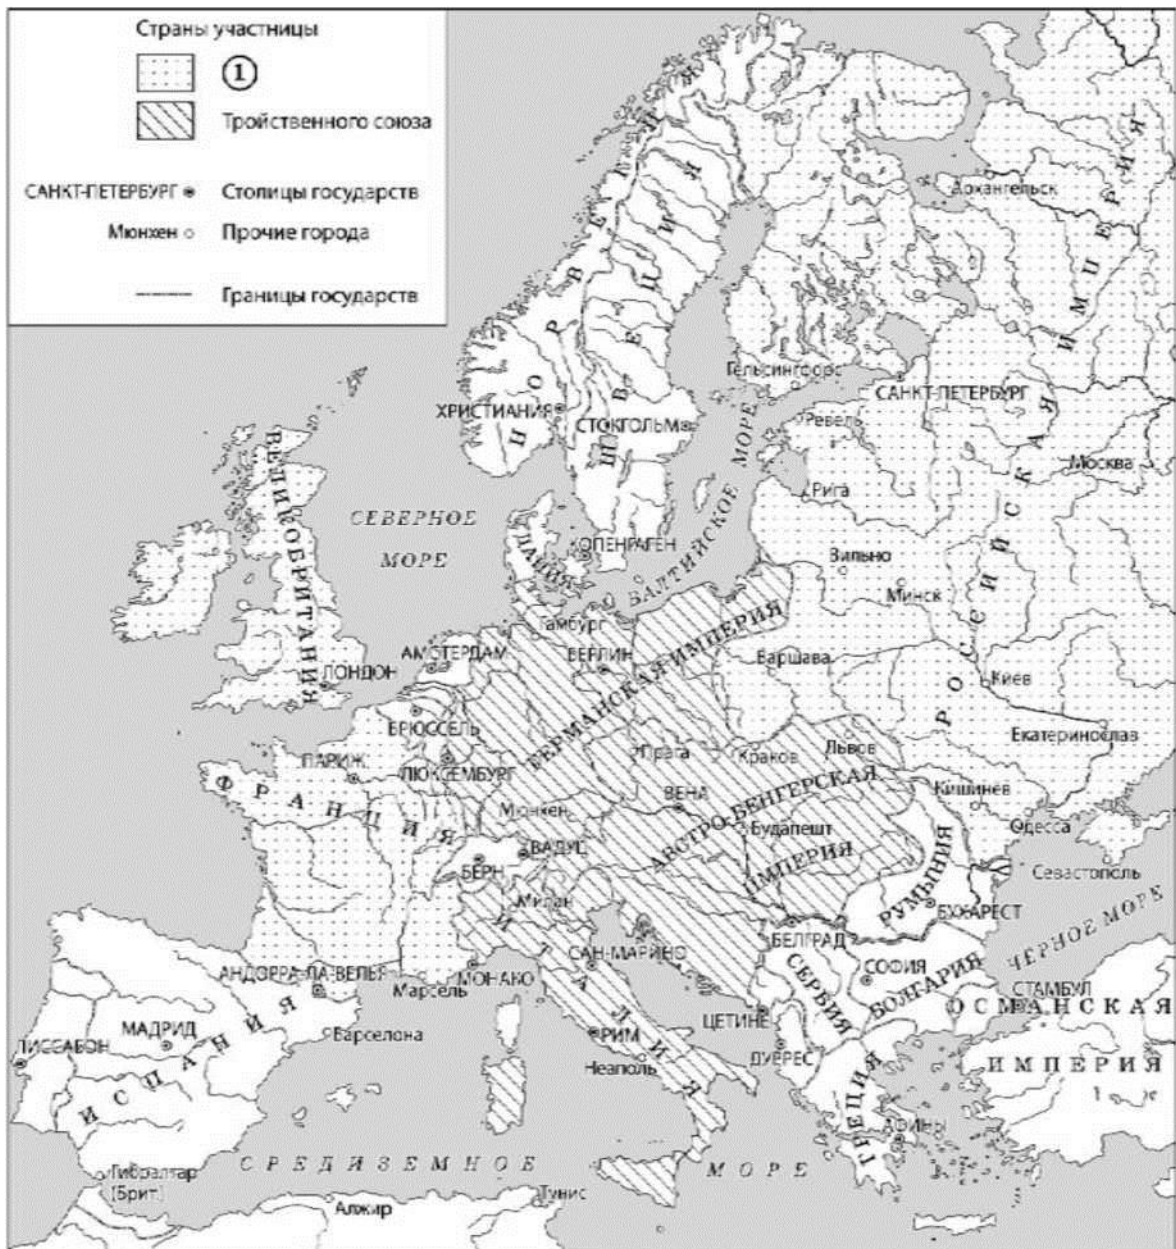 Страны участницы
1
Тройственного союза
САНКТ-ПЕТЕРБУРГ
Столицы государств
Мюнхен
Прочие города
Границы государств
НОРВЕГИЯ
ШВЕЦИЯ
РОССИЙСКАЯ ИМПЕРИЯ
Архангельск
Гельсингфорс
САНКТ-ПЕТЕРБУРГ
ХРИСТИАНИЯ
СТОКГОЛЬМ
Ревель
Москва
Рига
ВЕЛИКОБРИТАНИЯ
СЕВЕРНОЕ
МОРЕ
ДАНИЯ
КОПЕНГАГЕН
БАЛТИЙСКОЕ МОРЕ
Вильно
Минск
Гамбург
АМСТЕРДАМ
БЕРЛИН
ГЕРМАНСКАЯ ИМПЕРИЯ
Варшава
Киев
ЛОНДОН
БРЮССЕЛЬ
Екатеринослав
ПАРИЖ
ЛЮКСЕМБУРГ
Прага
Краков
Львов
ФРАНЦИЯ
Мюнхен
ВЕНА
АВСТРО-ВЕНГЕРСКАЯ
ИМПЕРИЯ
Будапешт
Кишинёв
Одесса
ВАДУЦ
БЕРН
Милан
РУМЫНИЯ
БУХАРЕСТ
Севастополь
ЧЁРНОЕ МОРЕ
БЕЛГРАД
САН-МАРИНО
ИТАЛИЯ
АНДОРРА-ЛА-ВЕЛЬЯ
МОНАКО
Марсель
СЕРБИЯ
СОФИЯ
БОЛГАРИЯ
СТАМБУЛ
ОСМАНСКАЯ
ИМПЕРИЯ
ЦЕТИНЕ
ДУРРЕС
МАДРИД
ЛИССАБОН
ИСПАНИЯ
Барселона
РИМ
Неаполь
ГРЕЦИЯ
АФИНЫ
Гибралтар
(Брит.)
СРЕДИЗЕМНОЕ МОРЕ
Алжир
Тунис